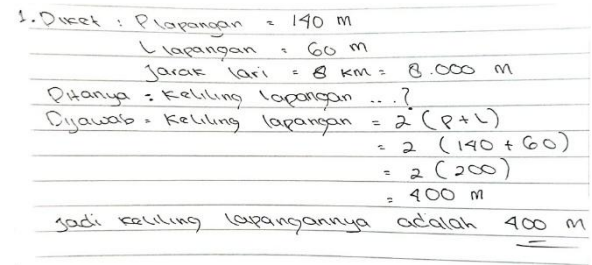 1. Diket : P lapangan = 140 m
L lapangan = 60 m
Jarak lari = 8 km = 8.000 m
Ditanya = Keliling lapangan ... ?
Dijawab = Keliling lapangan = 2 (P+L)
= 2 (140 + 60)
= 2 (200)
= 400 m
Jadi keliling lapangannya adalah 400 m